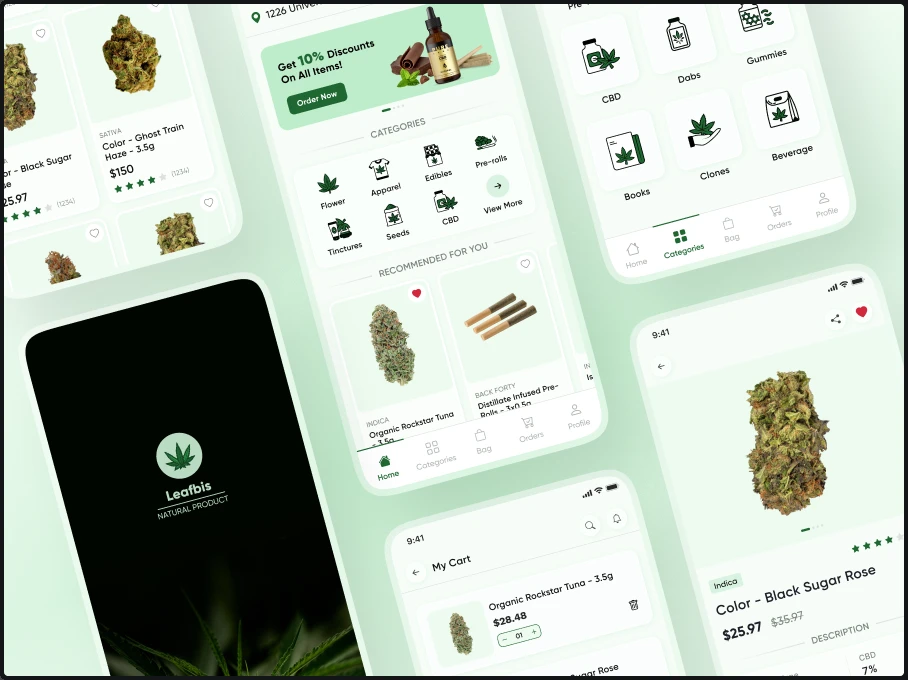 SATIVA
Color - Ghost Train
Haze - 3.5g
$150
(1234)
Black Sugar
25.97
(1234)
Leafbis
NATURAL PRODUCT
1226
Get 10% Discounts
On All Items!
Order Now
CATEGORIES
Flower
Apparel
Edibles
Pre-rolls
Tinctures
Seeds
CBD
View More
RECOMMENDED FOR YOU
INDICA
Organic Rockstar Tuna
- 3.5g
BACK FORTY
Distillate Infused Pre-
Rolls - 3x0.5g
IN
Is
Home
Categories
Bag
Orders
Profile
CBD
Dabs
Gummies
Books
Clones
Beverage
Home
Categories
Bag
Orders
Profile
9:41
My Cart
Organic Rockstar Tuna - 3.5g
$28.48
01
Sugar Rose
9:41
Indica
Color - Black Sugar Rose
$25.97 $35.97
DESCRIPTION
CBD
7%